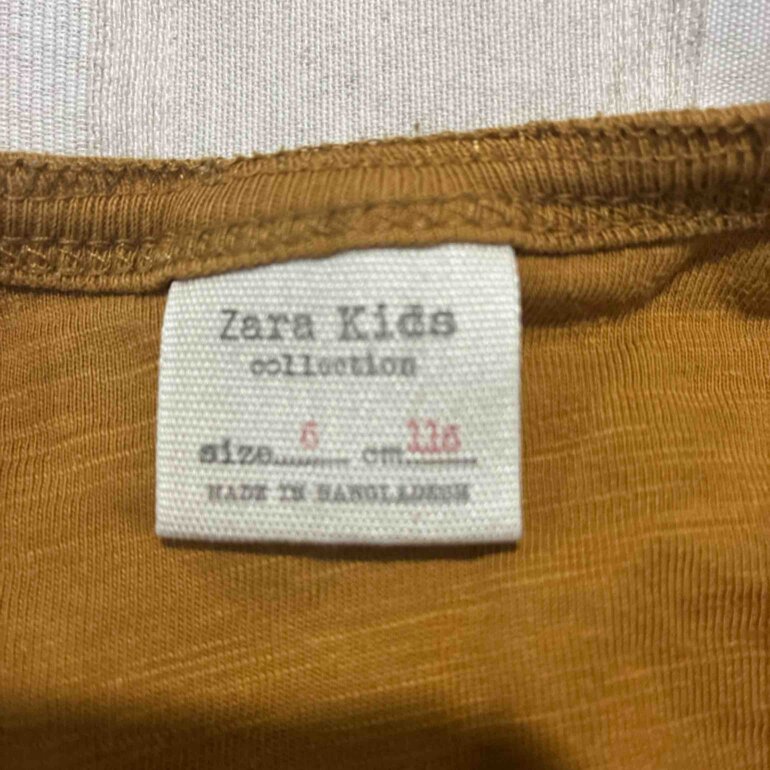 Zara Kids
collection
size 6 cm 116
MADE IN BANGLADESH